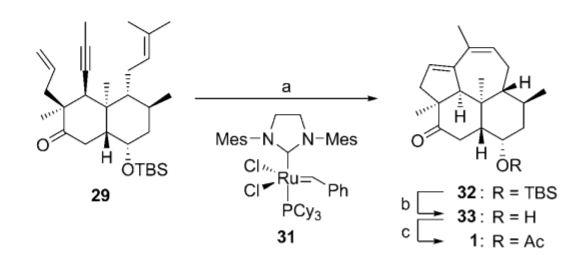 a
O
H
OTBS
29
Mes N N Mes
Cl
Cl
Ru
Ph
PCy3
31
H
H
O
H
OR
b
c
32: R = TBS
33: R = H
1: R = Ac